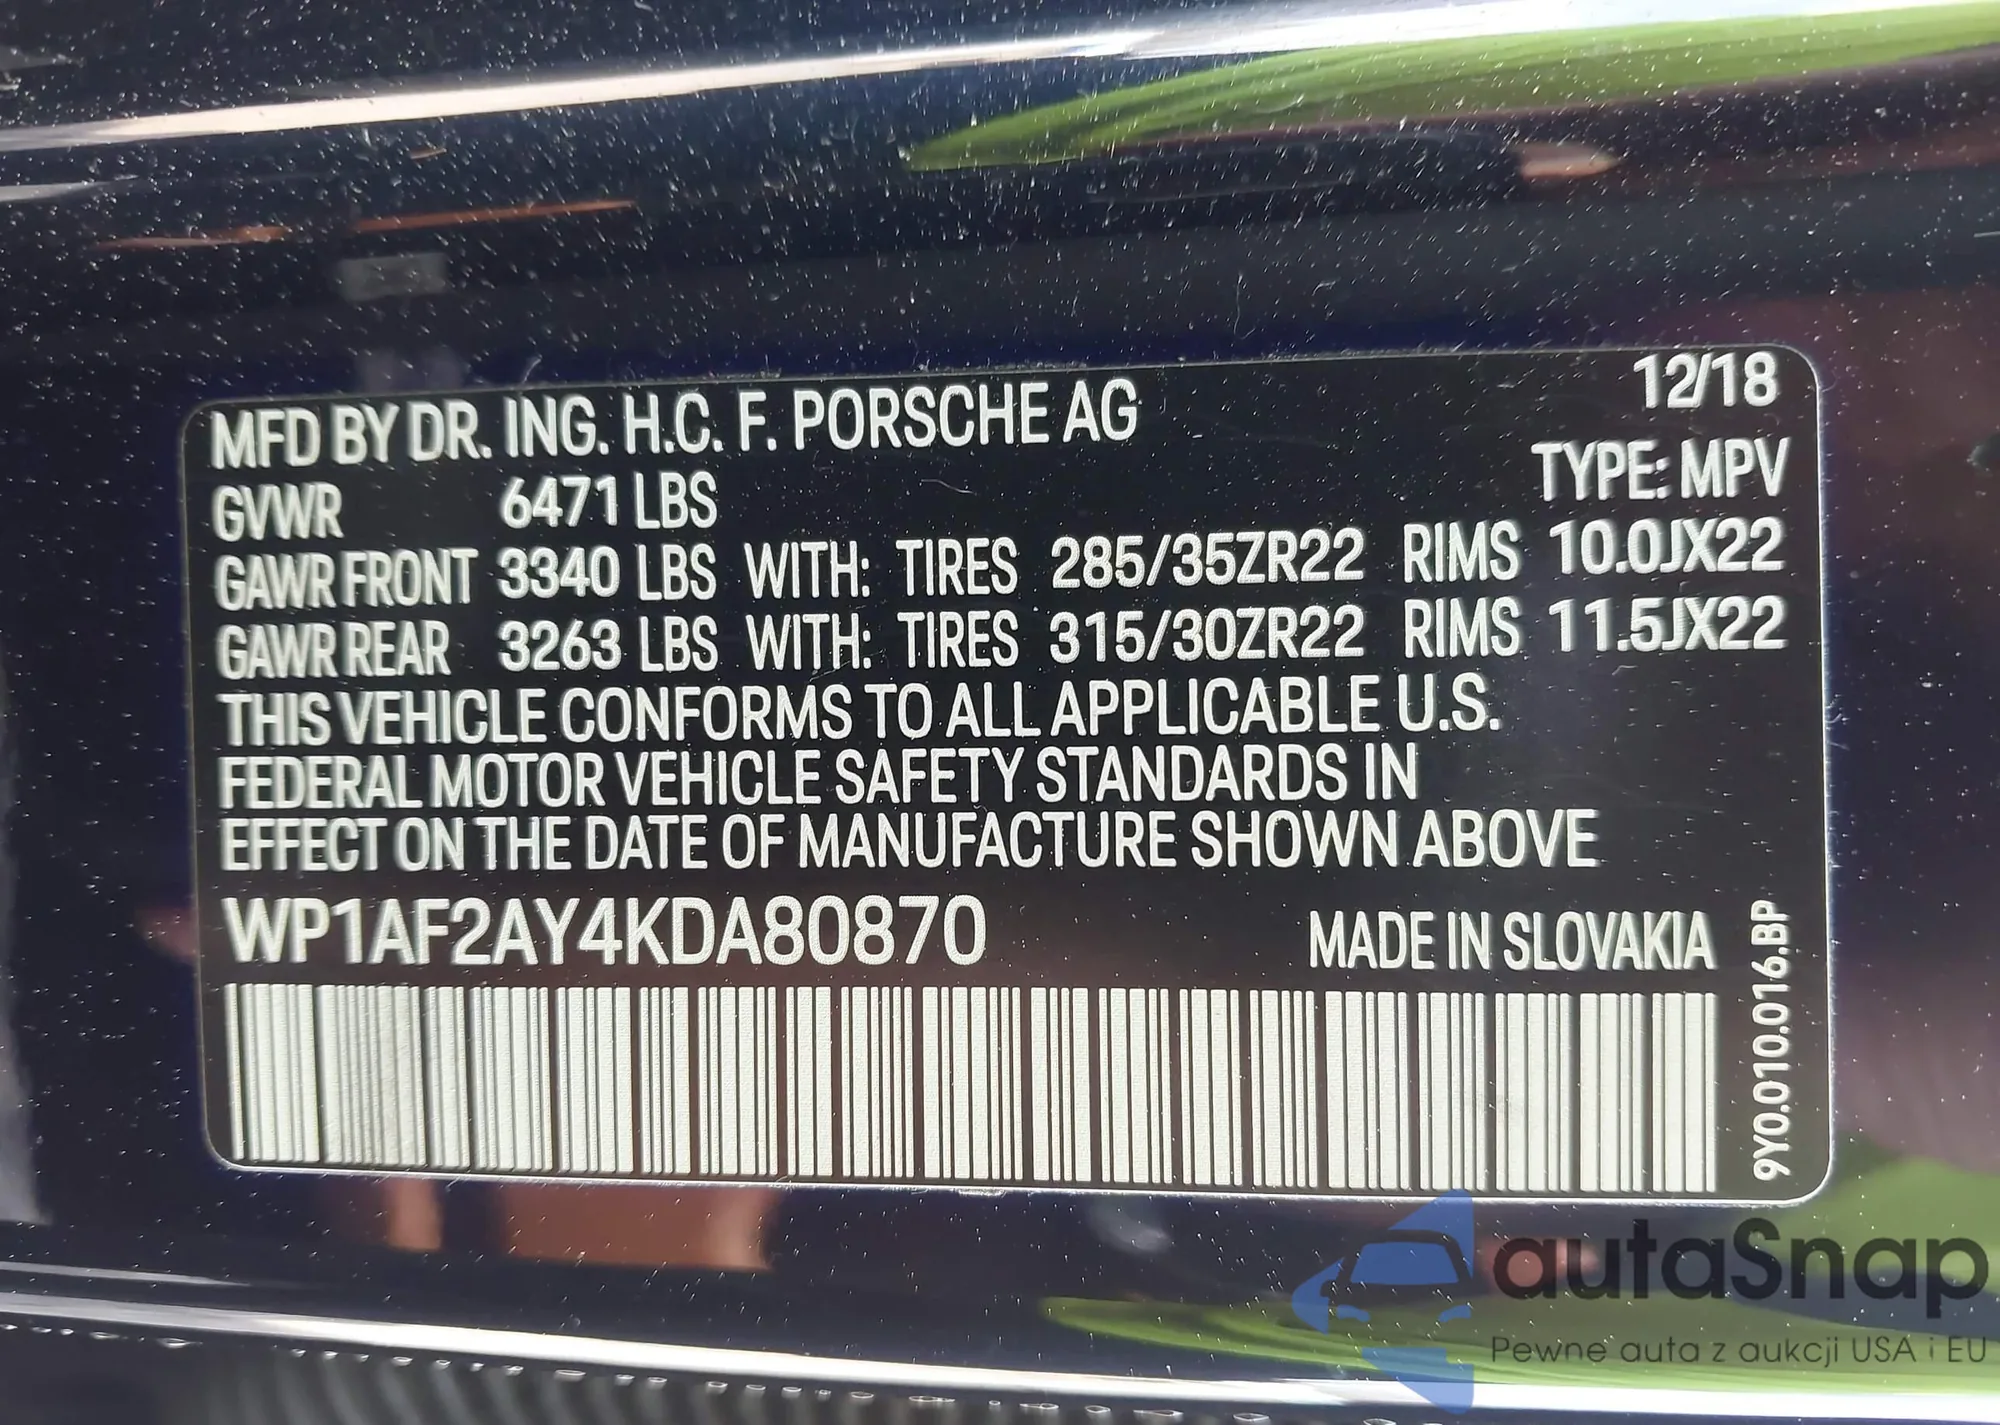 12/18
MFD BY DR. ING. H.C. F. PORSCHE AG
TYPE: MPV
GVWR 6471 LBS
GAWR FRONT 3340 LBS WITH: TIRES 285/35ZR22 RIMS 10.0JX22
GAWR REAR 3263 LBS WITH: TIRES 315/30ZR22 RIMS 11.5JX22
THIS VEHICLE CONFORMS TO ALL APPLICABLE U.S.
FEDERAL MOTOR VEHICLE SAFETY STANDARDS IN
EFFECT ON THE DATE OF MANUFACTURE SHOWN ABOVE
WP1AF2AY4KDA80870 MADE IN SLOVAKIA
9Y0.010.016.BP
autaSnap
Pewne auta z aukcji USA i EU